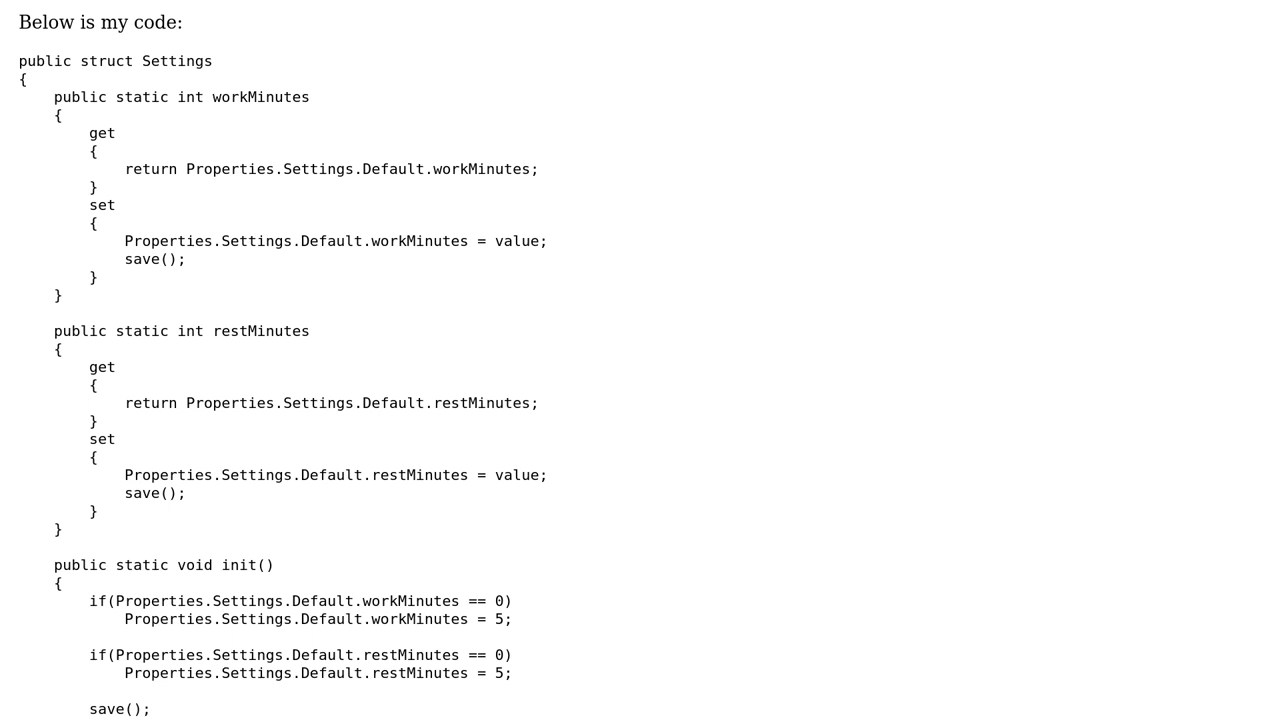 Below is my code:
public struct Settings
{
    public static int workMinutes
    {
        get
        {
            return Properties.Settings.Default.workMinutes;
        }
        set
        {
            Properties.Settings.Default.workMinutes = value;
            save();
        }
    }

    public static int restMinutes
    {
        get
        {
            return Properties.Settings.Default.restMinutes;
        }
        set
        {
            Properties.Settings.Default.restMinutes = value;
            save();
        }
    }

    public static void init()
    {
        if(Properties.Settings.Default.workMinutes == 0)
            Properties.Settings.Default.workMinutes = 5;

        if(Properties.Settings.Default.restMinutes == 0)
            Properties.Settings.Default.restMinutes = 5;

        save();